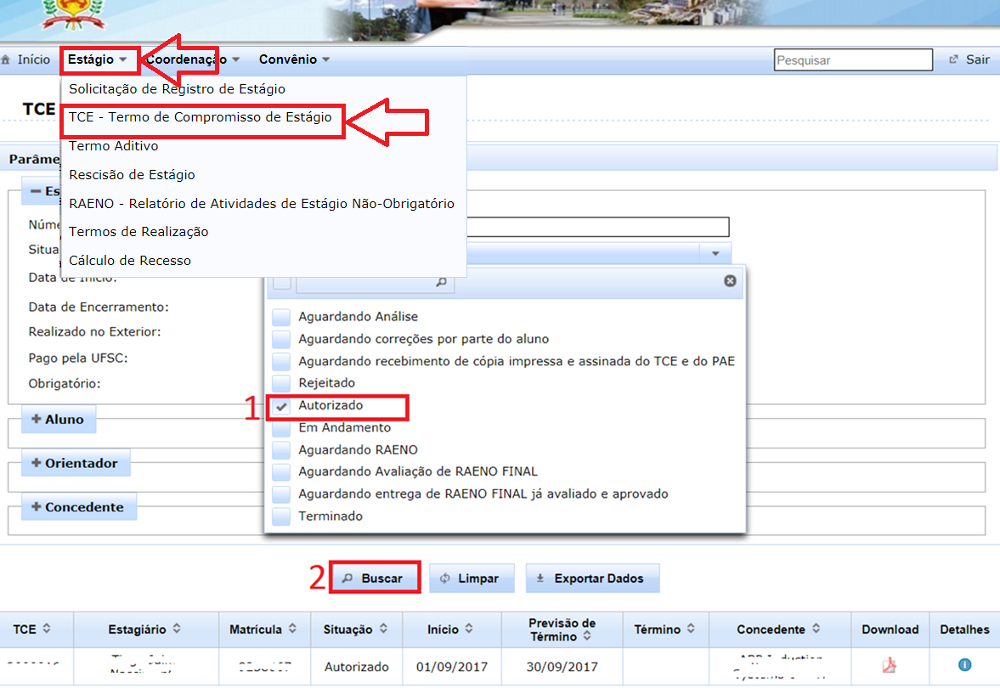 Início
Estágio
Coordenação
Convênio
Pesquisar
Sair
Solicitação de Registro de Estágio
TCE
TCE - Termo de Compromisso de Estágio
Termo Aditivo
Parâme
Rescisão de Estágio
Es
RAENO - Relatório de Atividades de Estágio Não-Obrigatório
Núme
Termos de Realização
Situa
Cálculo de Recesso
Data de Início:
Data de Encerramento:
Realizado no Exterior:
Pago pela UFSC:
Obrigatório:
Aguardando Análise
Aguardando correções por parte do aluno
Aguardando recebimento de cópia impressa e assinada do TCE e do PAE
Rejeitado
1 Autorizado
Em Andamento
Aguardando RAENO
Aguardando Avaliação de RAENO FINAL
Aguardando entrega de RAENO FINAL já avaliado e aprovado
Terminado
Aluno
Orientador
Concedente
2 Buscar
Limpar
Exportar Dados
TCE Estagiário Matrícula Situação Início Previsão de Término Término Concedente Download Detalhes
Autorizado 01/09/2017 30/09/2017